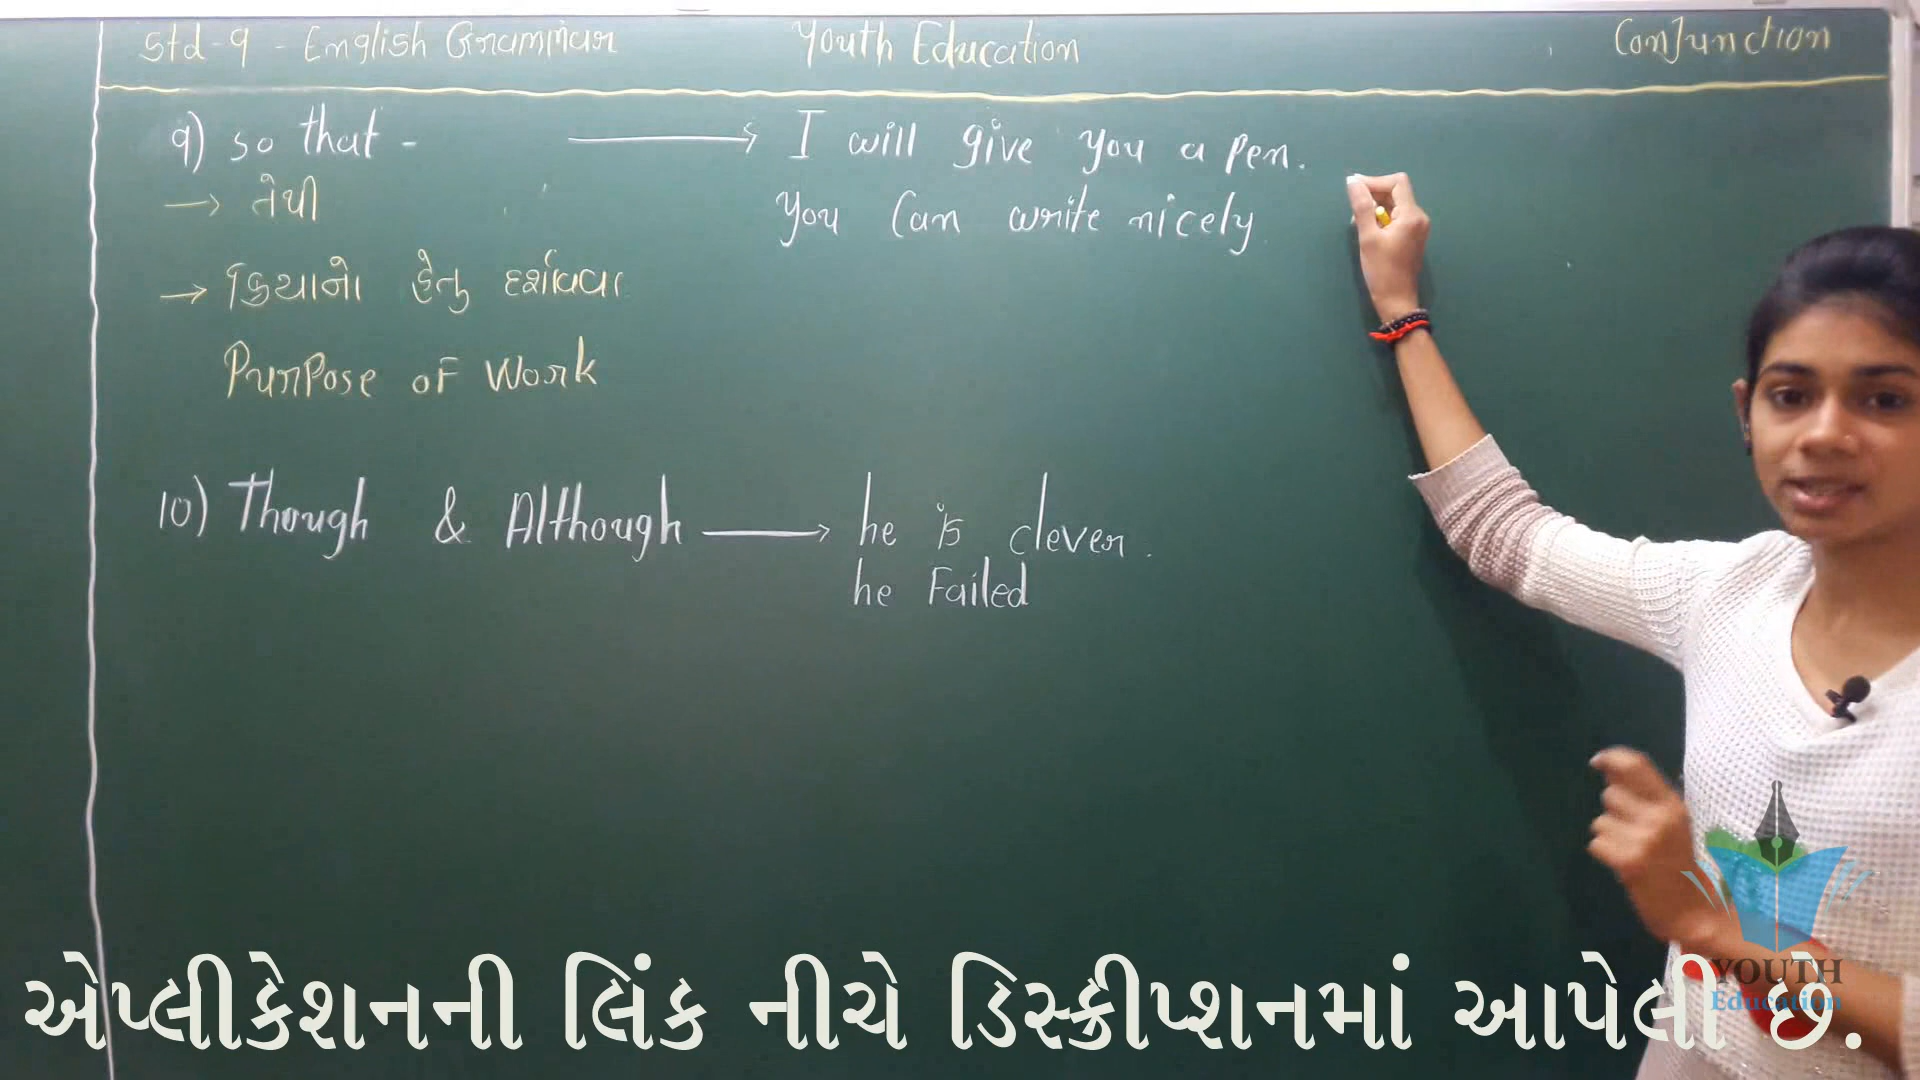 Std-9 - English Grammar Youth Education Conjunction
9) so that - → I will give you a pen.
→ તેથી You can write nicely.
→ ક્રિયાનો હેતુ દર્શાવવા
Purpose of Work
10) Though & Although → he is clever.
he Failed
YOUTH
Education
એપ્લીકેશનની લિંક નીચે ડિસ્ક્રીપ્શનમાં આપેલી છે.